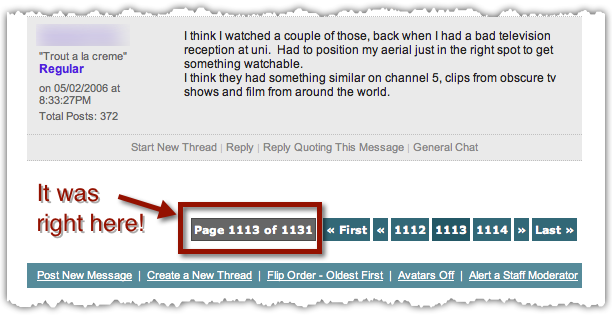 I think I watched a couple of those, back when I had a bad television
reception at uni.  Had to position my aerial just in the right spot to get
something watchable.
I think they had something similar on channel 5, clips from obscure tv
shows and film from around the world.
"Trout a la creme"
Regular
on 05/02/2006 at
8:33:27PM
Total Posts: 372
Start New Thread | Reply | Reply Quoting This Message | General Chat
It was
right here!
Page 1113 of 1131 « First « 1112 1113 1114 » Last »
Post New Message | Create a New Thread | Flip Order - Oldest First | Avatars Off | Alert a Staff Moderator